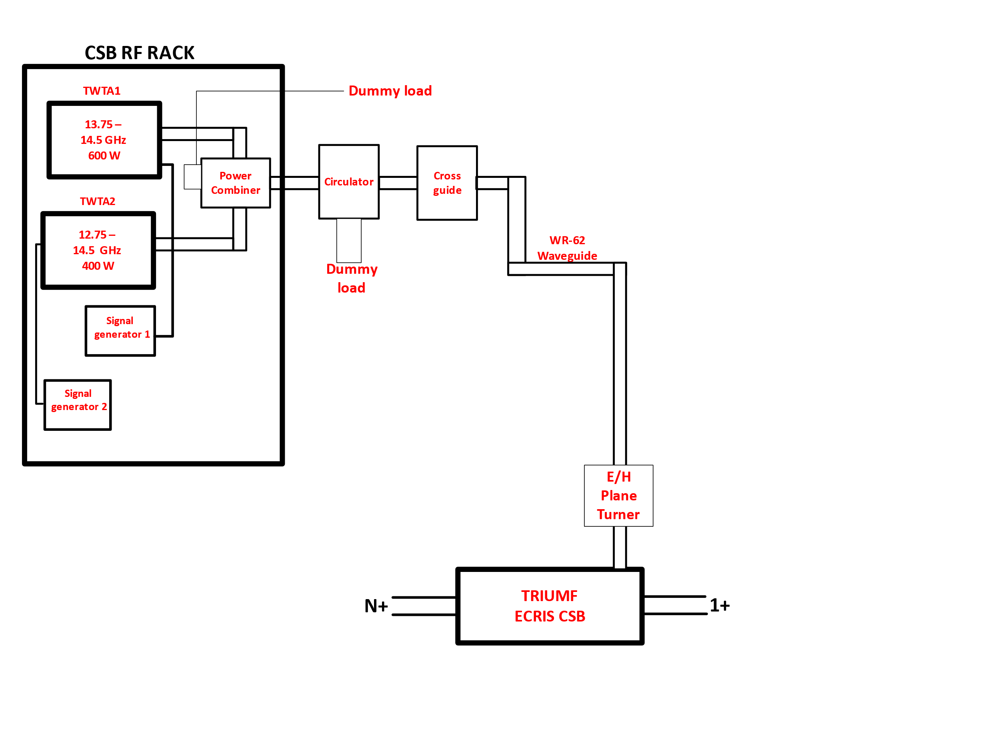 CSB RF RACK
TWTA1
13.75 –
14.5 GHz
600 W
Dummy load
Power
Combiner
Circulator
Cross
guide
TWTA2
12.75 –
14.5 GHz
400 W
WR-62
Waveguide
Dummy
load
Signal
generator 1
Signal
generator 2
E/H
Plane
Turner
TRIUMF
ECRIS CSB
N+
1+